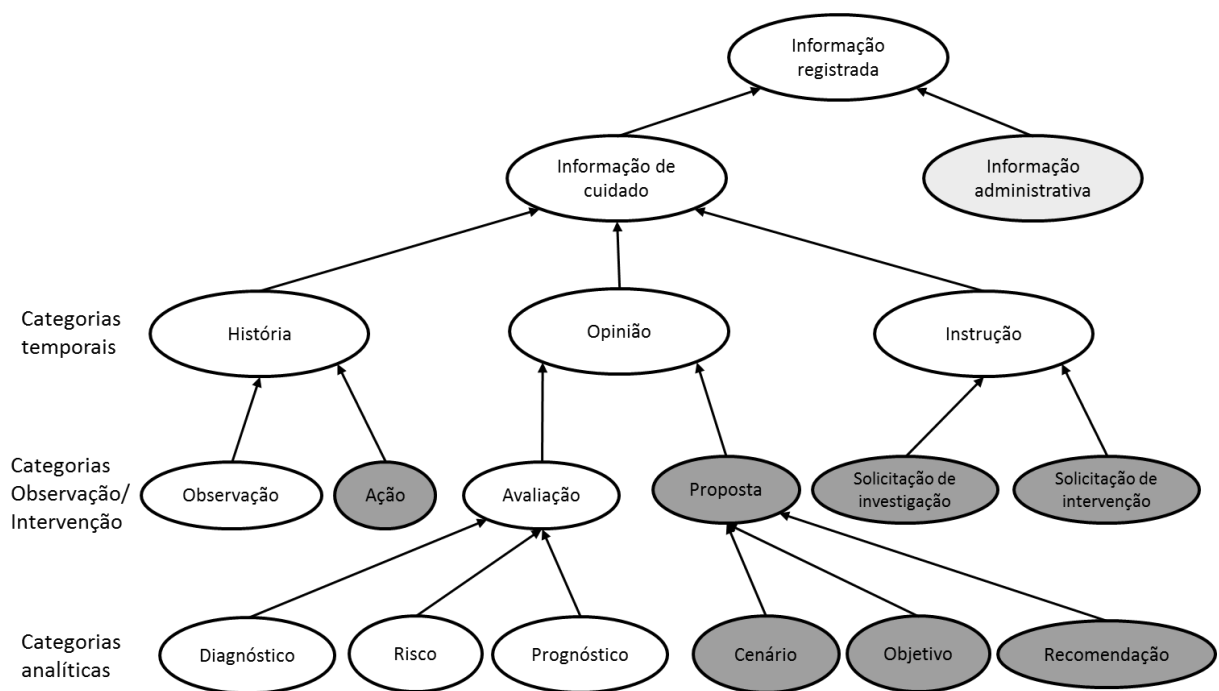 Informação
registrada
Informação de
cuidado
Informação
administrativa
Categorias
temporais
História
Opinião
Instrução
Categorias
Observação/
Intervenção
Observação
Ação
Avaliação
Proposta
Solicitação de
investigação
Solicitação de
intervenção
Categorias
analíticas
Diagnóstico
Risco
Prognóstico
Cenário
Objetivo
Recomendação